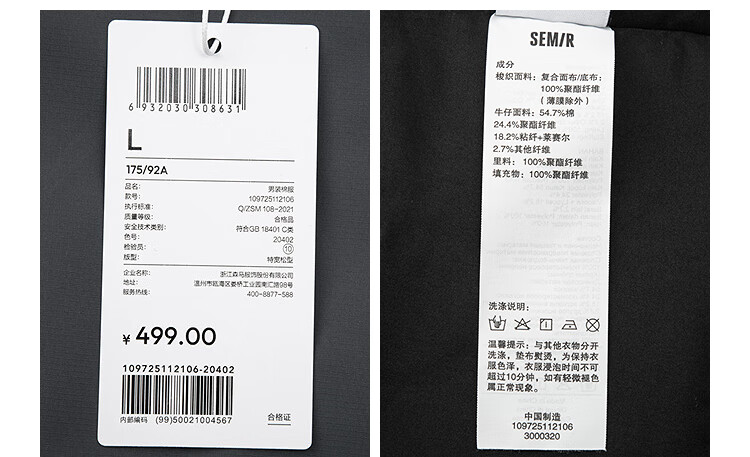 6 932030 308631
L
175/92A
品名: 男装棉服
款号: 109725112106
执行标准: Q/ZSM 108-2021
质量等级: 合格品
安全技术类别: 符合GB 18401 C类
色号: 20402
检验员: 10
版型: 特宽松型
企业名称: 浙江森马服饰股份有限公司
地址: 温州市瓯海区娄桥工业园南汇路98号
服务热线: 400-8877-588
¥ 499.00
109725112106-20402
内部编码 (99)50021004567
合格证
SEMIR
成分
梭织面料: 复合面布/底布:
100%聚酯纤维
(薄膜除外)
牛仔面料: 54.7%棉
24.4%聚酯纤维
18.2%粘纤+莱赛尔
2.7%其他纤维
里料: 100%聚酯纤维
填充物: 100%聚酯纤维
洗涤说明:
温馨提示: 与其他衣物分开
洗涤, 垫布熨烫, 为保持衣
服色泽, 衣服浸泡时间不可
超过10分钟, 如有轻微褪色
属正常现象。
中国制造
109725112106
3000320